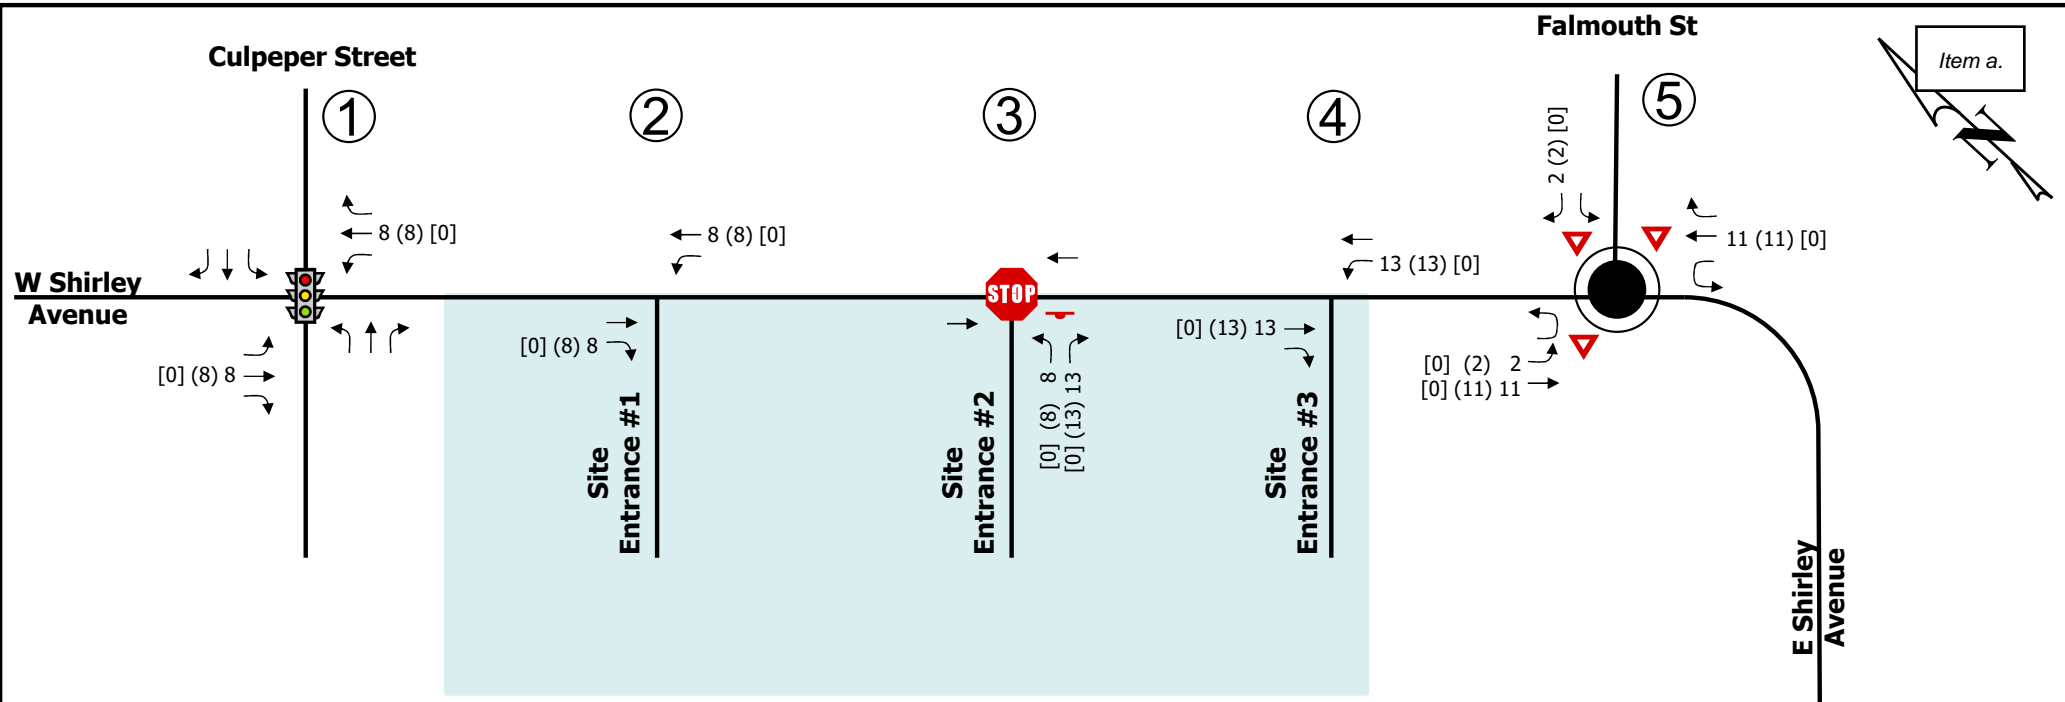 Falmouth St
Item a.
Culpeper Street
1
2
3
4
5
2 (2) [0]
8 (8) [0]
8 (8) [0]
13 (13) [0]
11 (11) [0]
W Shirley
Avenue
STOP
[0] (8) 8
[0] (8) 8
[0] (13) 13
[0] (2) 2
[0] (11) 11
[0] (8) 8
[0] (13) 13
Site
Entrance #1
Site
Entrance #2
Site
Entrance #3
E Shirley
Avenue
N